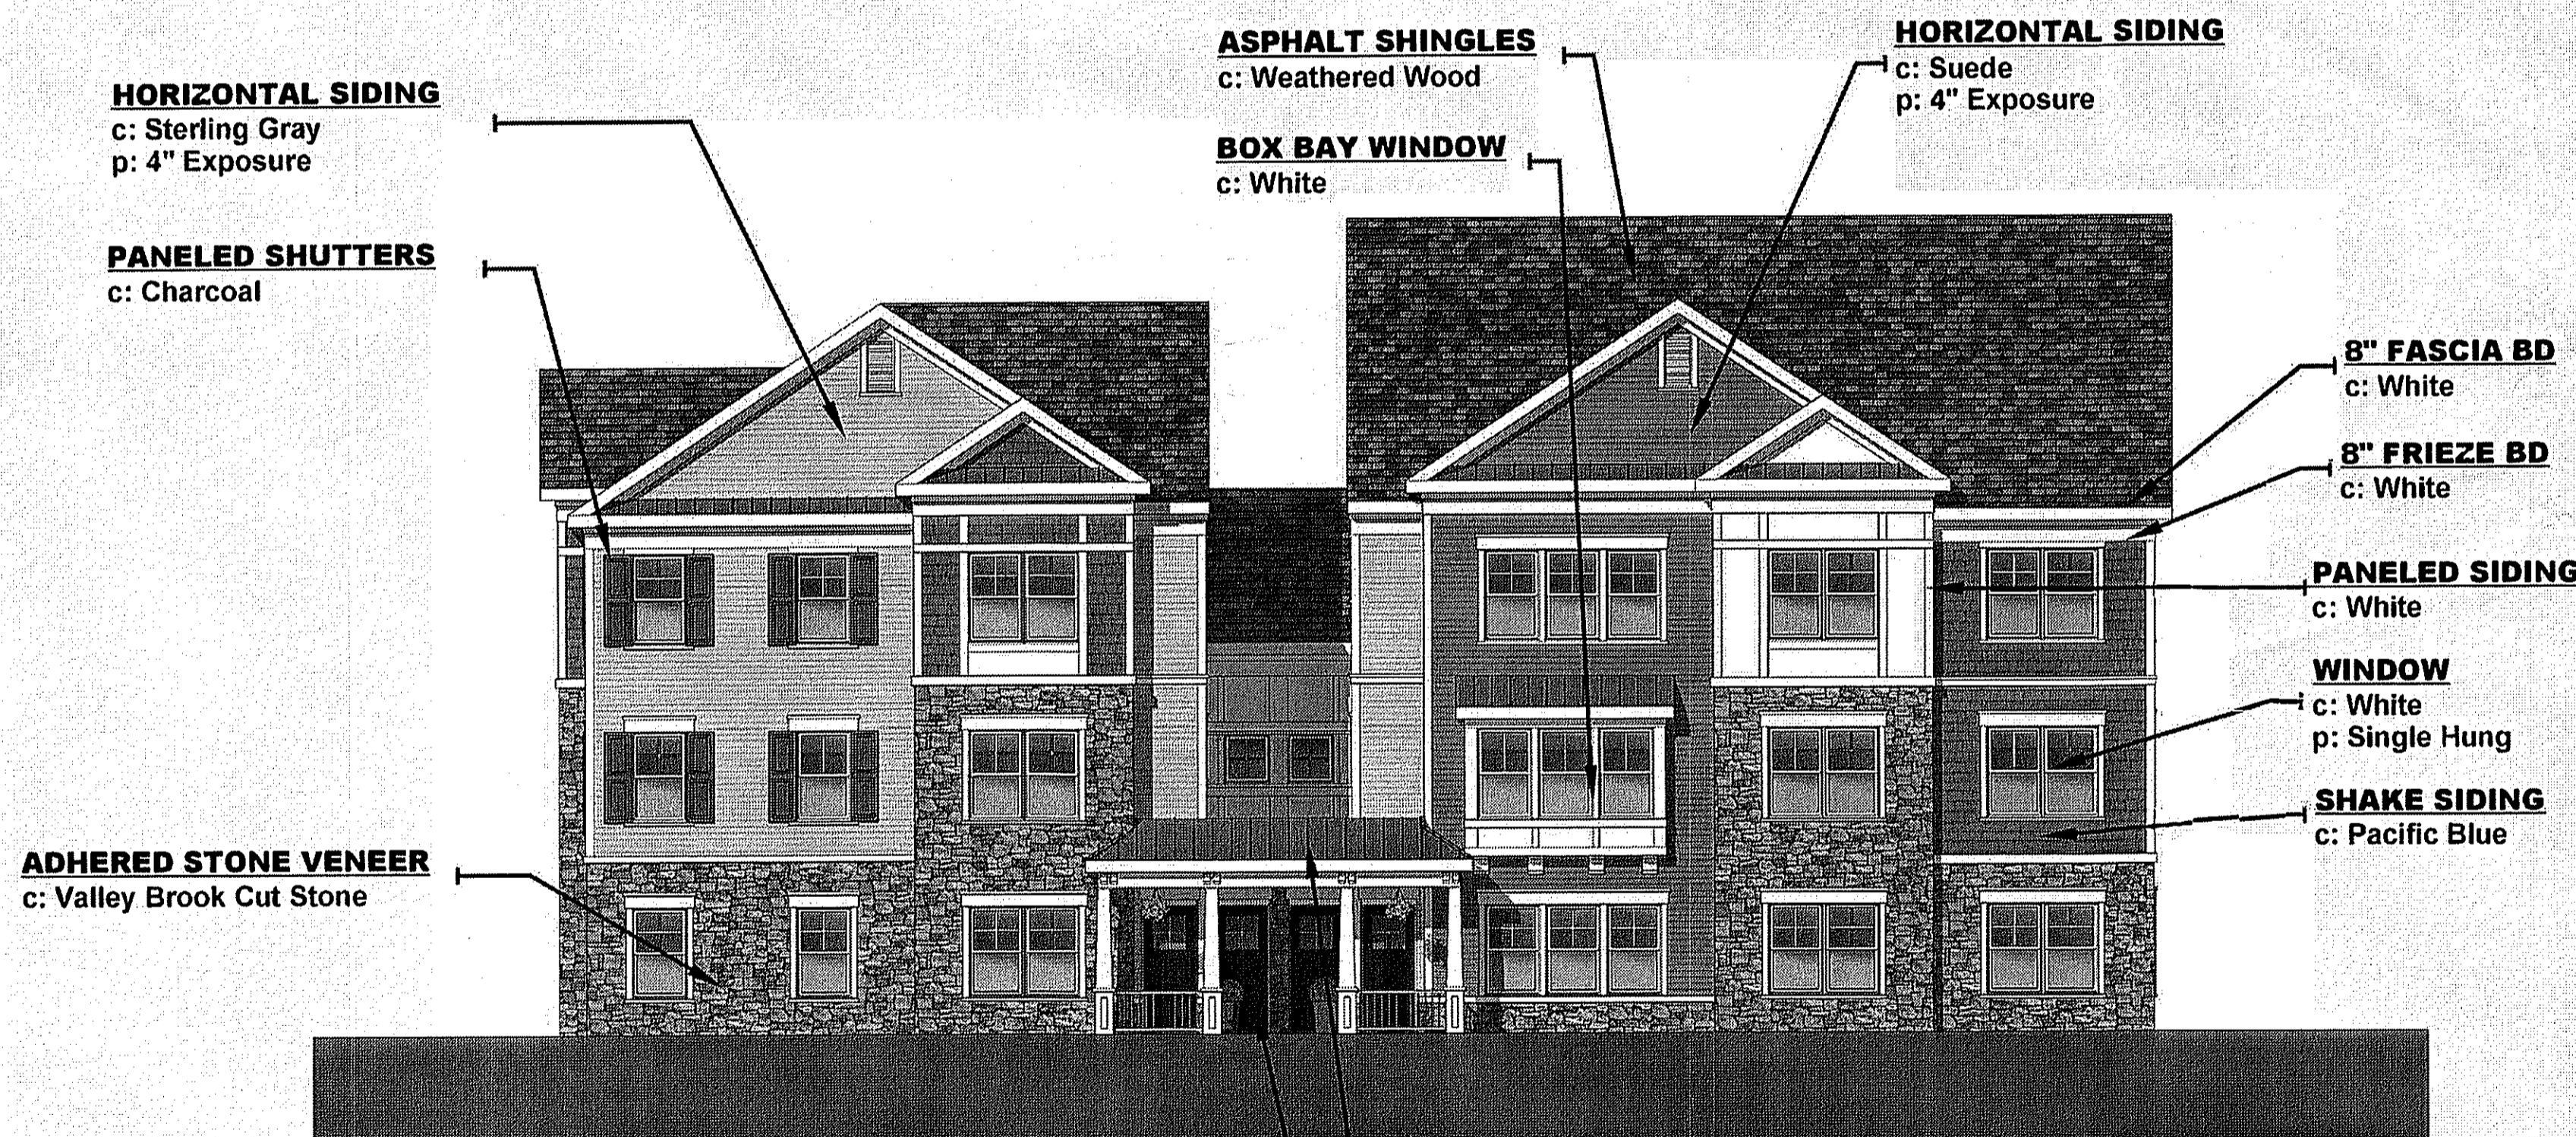 HORIZONTAL SIDING
c: Sterling Gray
p: 4" Exposure
PANELED SHUTTERS
c: Charcoal
ADHERED STONE VENEER
c: Valley Brook Cut Stone
ASPHALT SHINGLES
c: Weathered Wood
BOX BAY WINDOW
c: White
HORIZONTAL SIDING
c: Suede
p: 4" Exposure
8" FASCIA BD
c: White
8" FRIEZE BD
c: White
PANELED SIDING
c: White
WINDOW
c: White
p: Single Hung
SHAKE SIDING
c: Pacific Blue